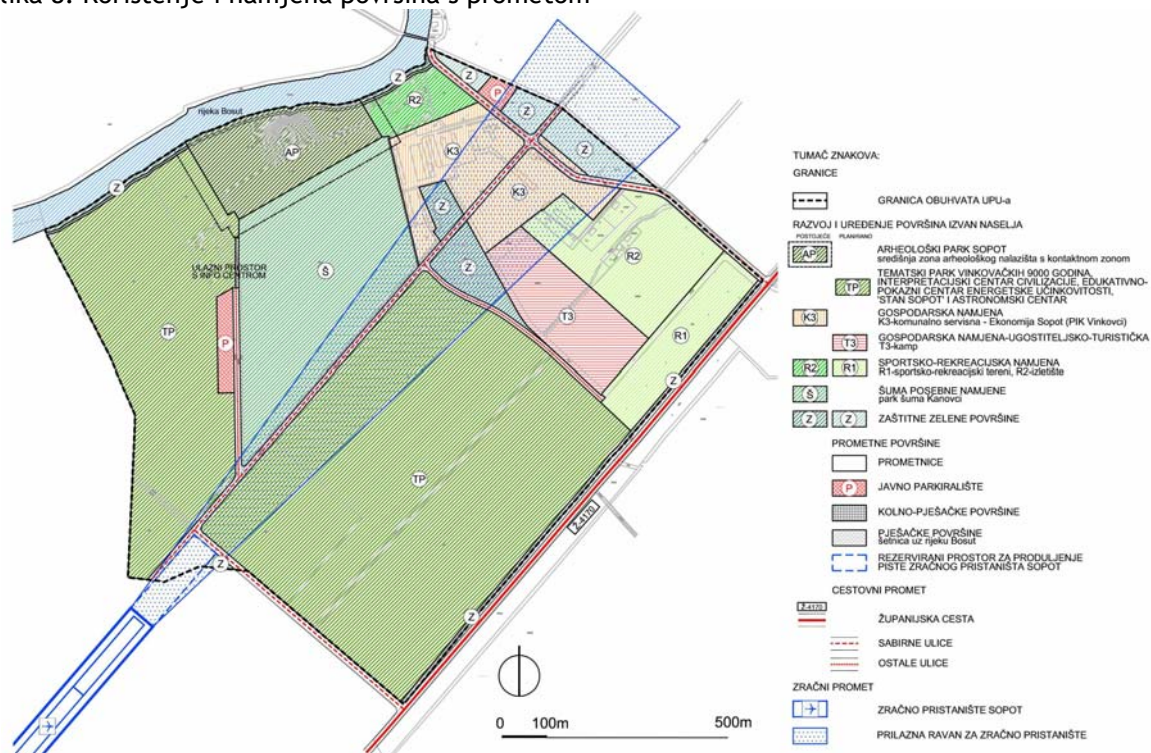 lika 6: Korištenje i namjena površina s prometom
rijeka Bosut
Z
R2
Z
P
Z
Z
K3
K3
AP
Z
Z
ULAZNI PROSTOR
S INFO CENTROM
Š
Z
Z
R2
TP
P
T3
R1
Z
TP
Ž-4170
Z
Z
0 100m 500m
TUMAČ ZNAKOVA:
GRANICE
GRANICA OBUHVATA UPU-a
RAZVOJ I UREĐENJE POVRŠINA IZVAN NASELJA
POSTOJEĆE PLANIRANO
AP ARHEOLOŠKI PARK SOPOT
središnja zona arheološkog nalazišta s kontaktnom zonom
TP TEMATSKI PARK VINKOVAČKIH 9000 GODINA,
INTERPRETACIJSKI CENTAR CIVILIZACIJE, EDUKATIVNO-
POKAZNI CENTAR ENERGETSKE UČINKOVITOSTI,
'STAN SOPOT' I ASTRONOMSKI CENTAR
K3 GOSPODARSKA NAMJENA
K3-komunalno servisna - Ekonomija Sopot (PIK Vinkovci)
T3 GOSPODARSKA NAMJENA-UGOSTITELJSKO-TURISTIČKA
T3-kamp
R2 R1 SPORTSKO-REKREACIJSKA NAMJENA
R1-sportsko-rekreacijski tereni, R2-izletište
Š ŠUMA POSEBNE NAMJENE
park šuma Kanovci
Z Z ZAŠTITNE ZELENE POVRŠINE
PROMETNE POVRŠINE
PROMETNICE
P JAVNO PARKIRALIŠTE
KOLNO-PJEŠAČKE POVRŠINE
PJEŠAČKE POVRŠINE
šetnica uz rijeku Bosut
REZERVIRANI PROSTOR ZA PRODULJENJE
PISTE ZRAČNOG PRISTANIŠTA SOPOT
CESTOVNI PROMET
Ž-4170
ŽUPANIJSKA CESTA
SABIRNE ULICE
OSTALE ULICE
ZRAČNI PROMET
ZRAČNO PRISTANIŠTE SOPOT
PRILAZNA RAVAN ZA ZRAČNO PRISTANIŠTE